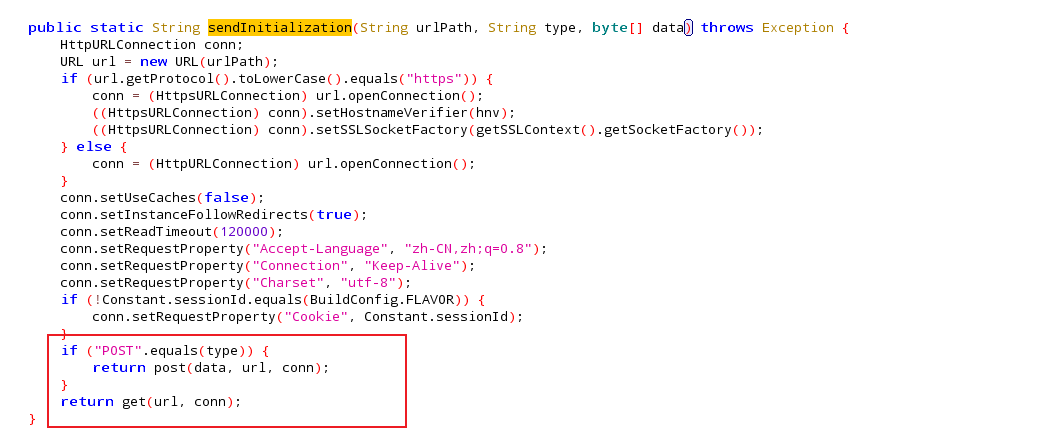 public static String sendInitialization(String urlPath, String type, byte[] data) throws Exception {
    HttpURLConnection conn;
    URL url = new URL(urlPath);
    if (url.getProtocol().toLowerCase().equals("https")) {
        conn = (HttpsURLConnection) url.openConnection();
        ((HttpsURLConnection) conn).setHostnameVerifier(hnv);
        ((HttpsURLConnection) conn).setSSLSocketFactory(getSSLContext().getSocketFactory());
    } else {
        conn = (HttpURLConnection) url.openConnection();
    }
    conn.setUseCaches(false);
    conn.setInstanceFollowRedirects(true);
    conn.setReadTimeout(120000);
    conn.setRequestProperty("Accept-Language", "zh-CN,zh;q=0.8");
    conn.setRequestProperty("Connection", "Keep-Alive");
    conn.setRequestProperty("Charset", "utf-8");
    if (!Constant.sessionId.equals(BuildConfig.FLAVOR)) {
        conn.setRequestProperty("Cookie", Constant.sessionId);
    }
    if ("POST".equals(type)) {
        return post(data, url, conn);
    }
    return get(url, conn);
}